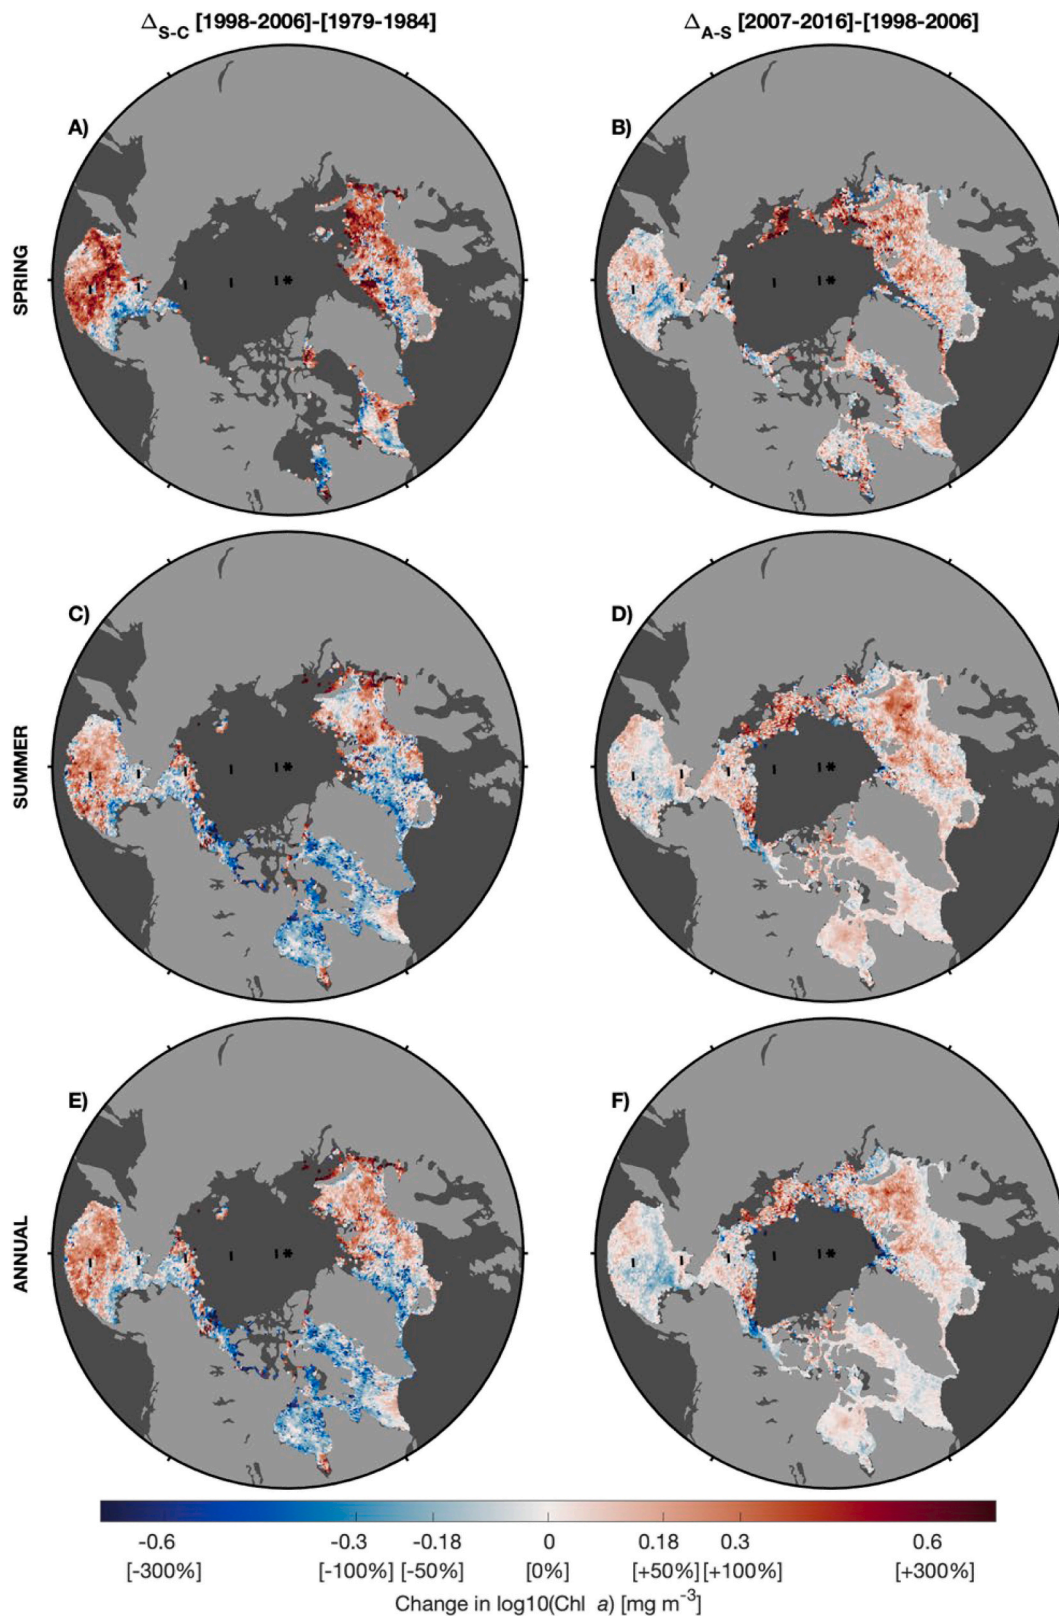 ΔS-C [1998-2006]-[1979-1984]
ΔA-S [2007-2016]-[1998-2006]
A)
B)
SPRING
C)
D)
SUMMER
E)
F)
ANNUAL
-0.6 -0.3 -0.18 0 0.18 0.3 0.6
[-300%] [-100%] [-50%] [0%] [+50%] [+100%] [+300%]
Change in log10(Chl a) [mg m⁻³]